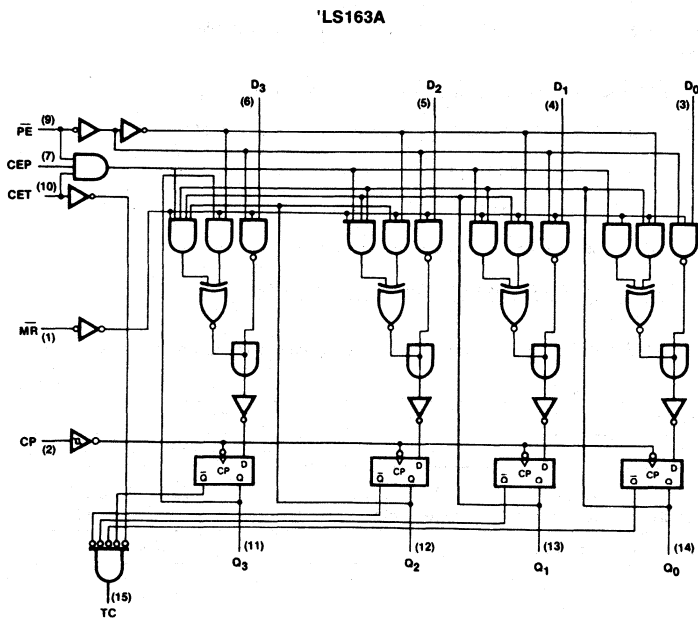 'LS163A
D3 D2 D1 D0
(6) (5) (4) (3)
PE (9)
CEP (7)
CET (10)
MR (1)
CP (2)
CP D CP D CP D CP D
Q Q Q Q Q Q Q Q
(11) (12) (13) (14)
Q3 Q2 Q1 Q0
(15)
TC